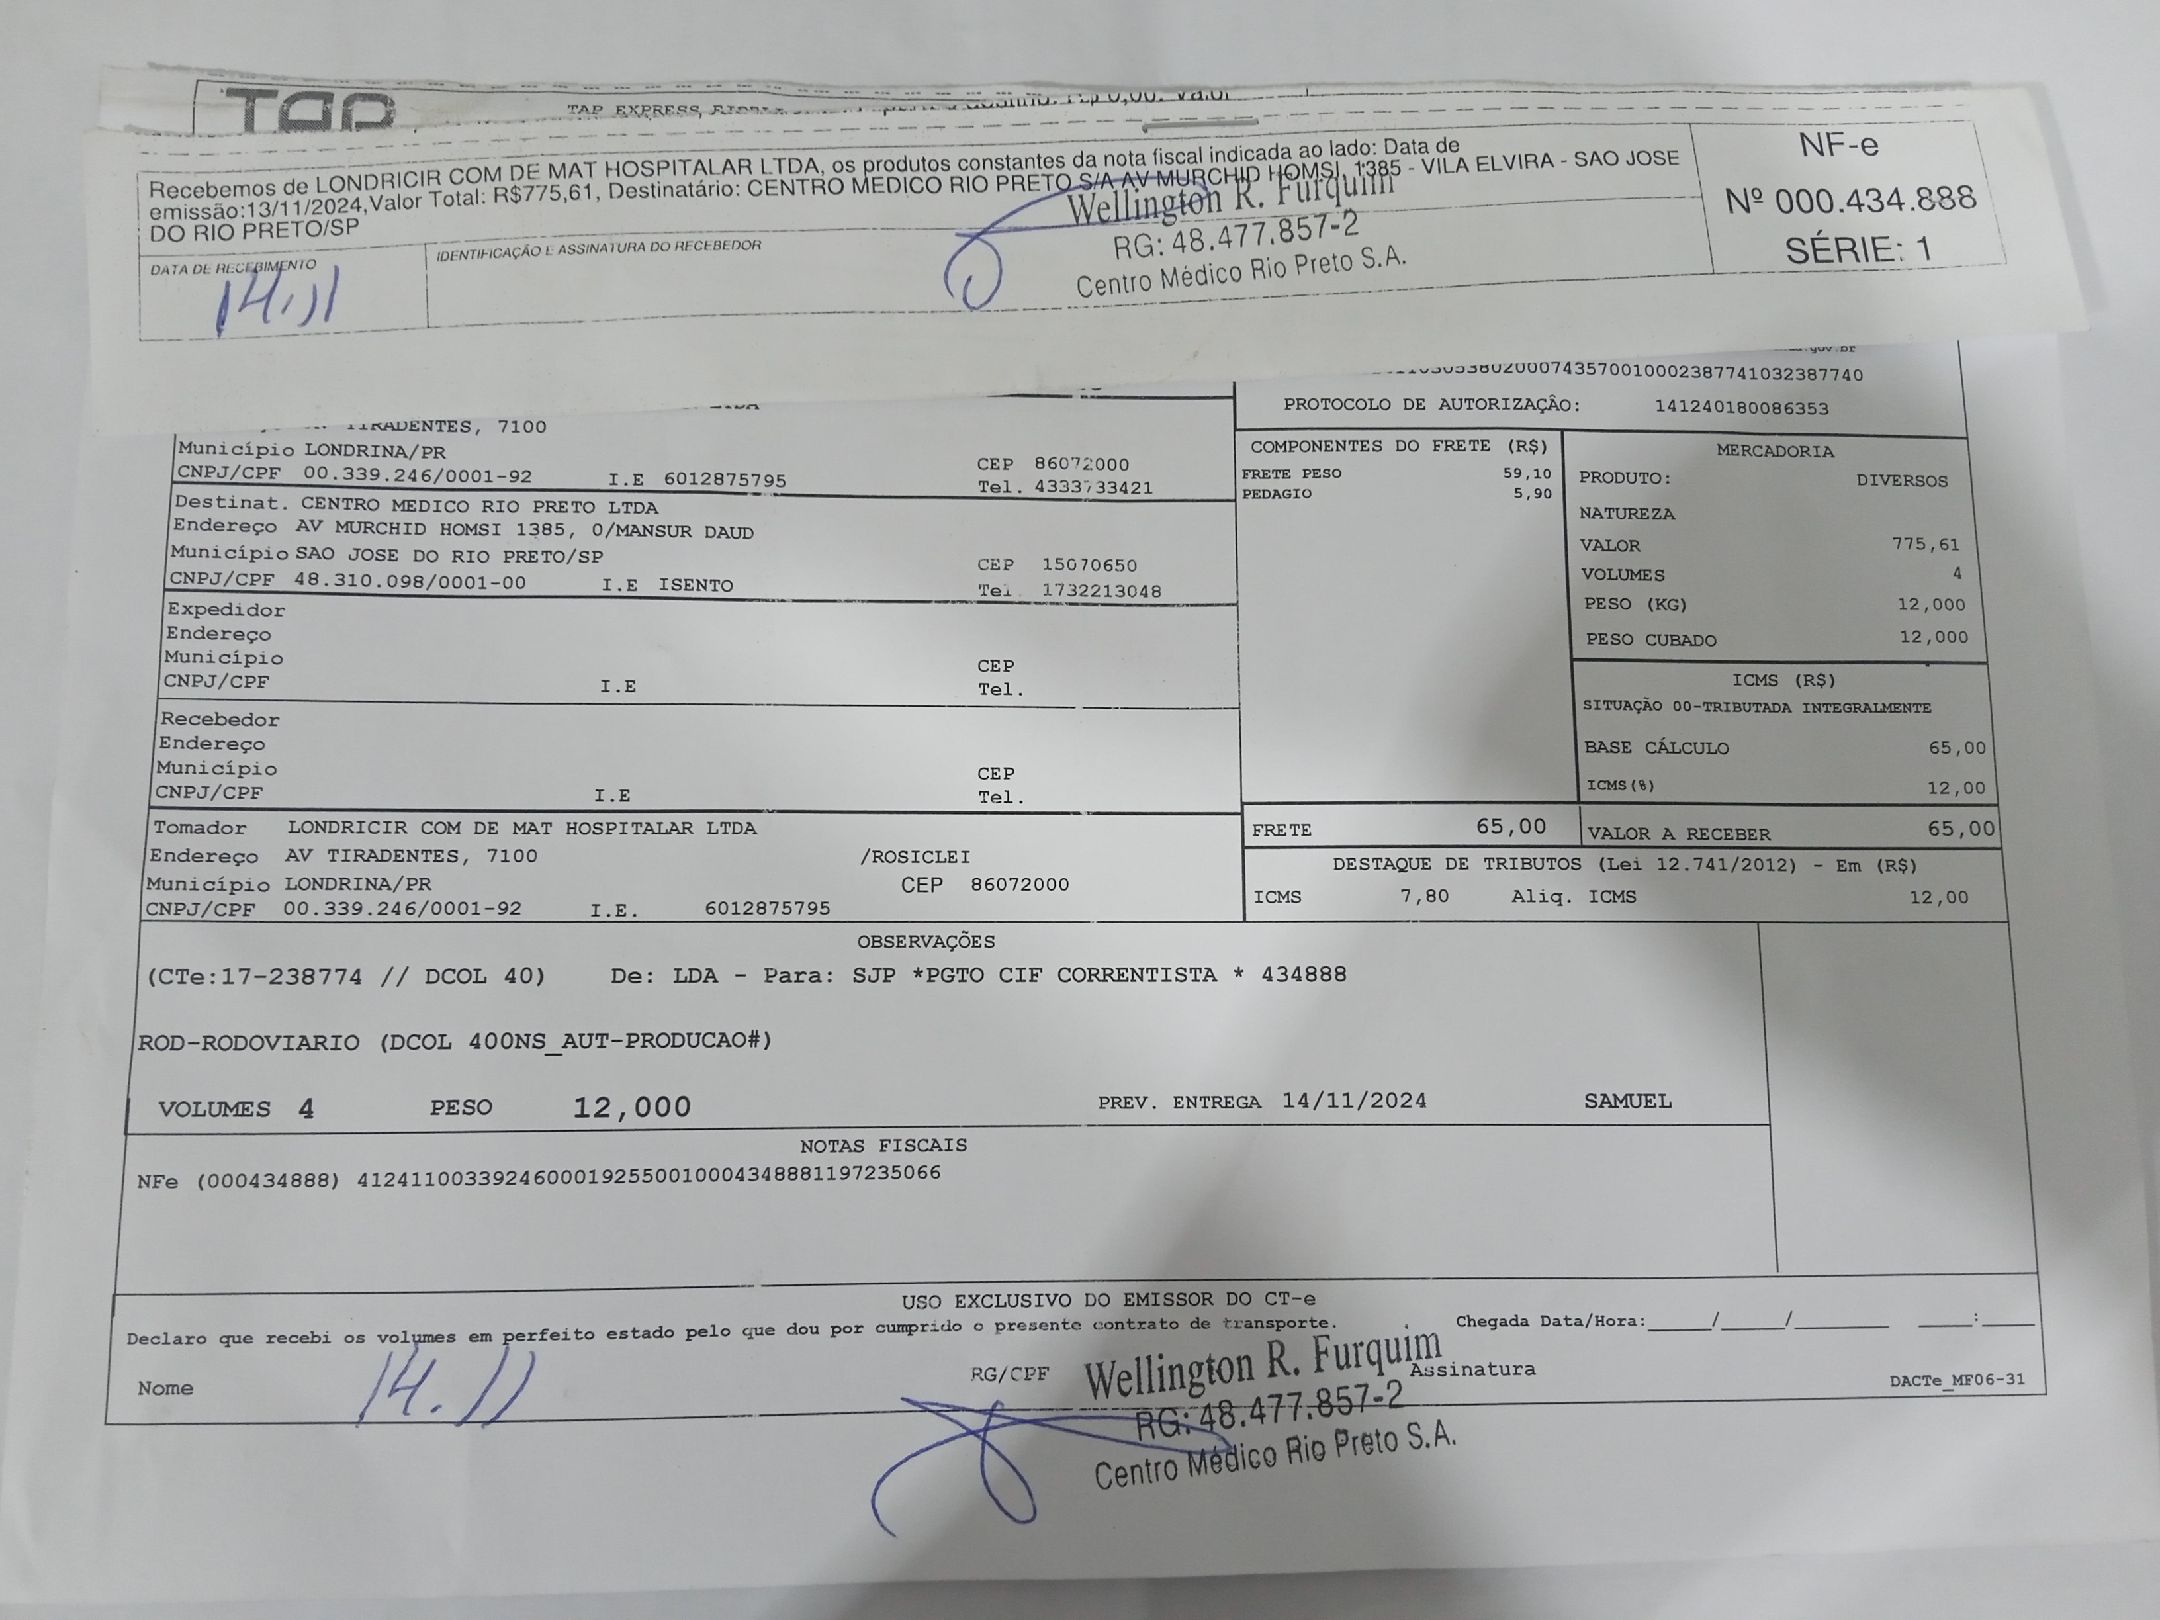 TAP
TAP EXPRESS,
Recebemos de LONDRICIR COM DE MAT HOSPITALAR LTDA, os produtos constantes da nota fiscal indicada ao lado: Data de
emissão:13/11/2024,Valor Total: R$775,61, Destinatário: CENTRO MEDICO RIO PRETO S/A AV MURCHID HOMSI, 1385 - VILA ELVIRA - SAO JOSE
DO RIO PRETO/SP
NF-e
Nº 000.434.888
SÉRIE: 1
DATA DE RECEBIMENTO
14.11
IDENTIFICAÇÃO E ASSINATURA DO RECEBEDOR
Wellington R. Furquim
RG: 48.477.857-2
Centro Médico Rio Preto S.A.
TIRADENTES, 7100
Município LONDRINA/PR
CEP 86072000
CNPJ/CPF 00.339.246/0001-92 I.E 6012875795 Tel. 4333733421
Destinat. CENTRO MEDICO RIO PRETO LTDA
Endereço AV MURCHID HOMSI 1385, 0/MANSUR DAUD
Município SAO JOSE DO RIO PRETO/SP CEP 15070650
CNPJ/CPF 48.310.098/0001-00 I.E ISENTO Tel 1732213048
Expedidor
Endereço
Município CEP
CNPJ/CPF I.E Tel.
Recebedor
Endereço
Município CEP
CNPJ/CPF I.E Tel.
Tomador LONDRICIR COM DE MAT HOSPITALAR LTDA
Endereço AV TIRADENTES, 7100 /ROSICLEI
Município LONDRINA/PR CEP 86072000
CNPJ/CPF 00.339.246/0001-92 I.E. 6012875795
PROTOCOLO DE AUTORIZAÇÃO: 141240180086353
COMPONENTES DO FRETE (R$)
FRETE PESO 59,10
PEDAGIO 5,90
MERCADORIA
PRODUTO: DIVERSOS
NATUREZA
VALOR 775,61
VOLUMES 4
PESO (KG) 12,000
PESO CUBADO 12,000
ICMS (R$)
SITUAÇÃO 00-TRIBUTADA INTEGRALMENTE
BASE CÁLCULO 65,00
ICMS(%) 12,00
FRETE 65,00 VALOR A RECEBER 65,00
DESTAQUE DE TRIBUTOS (Lei 12.741/2012) - Em (R$)
ICMS 7,80 Aliq. ICMS 12,00
OBSERVAÇÕES
(CTe:17-238774 // DCOL 40) De: LDA - Para: SJP *PGTO CIF CORRENTISTA * 434888
ROD-RODOVIARIO (DCOL 400NS_AUT-PRODUCAO#)
VOLUMES 4 PESO 12,000 PREV. ENTREGA 14/11/2024 SAMUEL
NOTAS FISCAIS
NFe (000434888) 41241100339246000192550010004348881197235066
USO EXCLUSIVO DO EMISSOR DO CT-e
Declaro que recebi os volumes em perfeito estado pelo que dou por cumprido o presente contrato de transporte. Chegada Data/Hora:____/____/______ ____:____
Nome 14.11 RG/CPF Assinatura DACTe_MF06-31
Wellington R. Furquim
RG: 48.477.857-2
Centro Médico Rio Preto S.A.